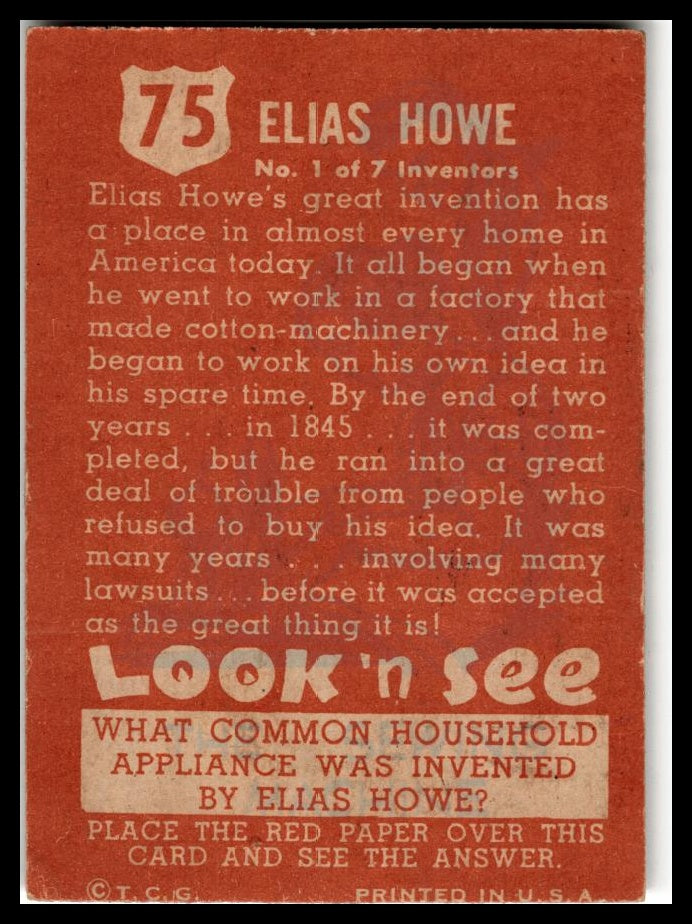 75
ELIAS HOWE
No. 1 of 7 Inventors
Elias Howe's great invention has
a place in almost every home in
America today. It all began when
he went to work in a factory that
made cotton-machinery... and he
began to work on his own idea in
his spare time. By the end of two
years ... in 1845 ... it was com-
pleted, but he ran into a great
deal of trouble from people who
refused to buy his idea. It was
many years ... involving many
lawsuits... before it was accepted
as the great thing it is!
LOOK 'n SEE
WHAT COMMON HOUSEHOLD
APPLIANCE WAS INVENTED
BY ELIAS HOWE?
PLACE THE RED PAPER OVER THIS
CARD AND SEE THE ANSWER.
© T. C. G. PRINTED IN U. S. A.